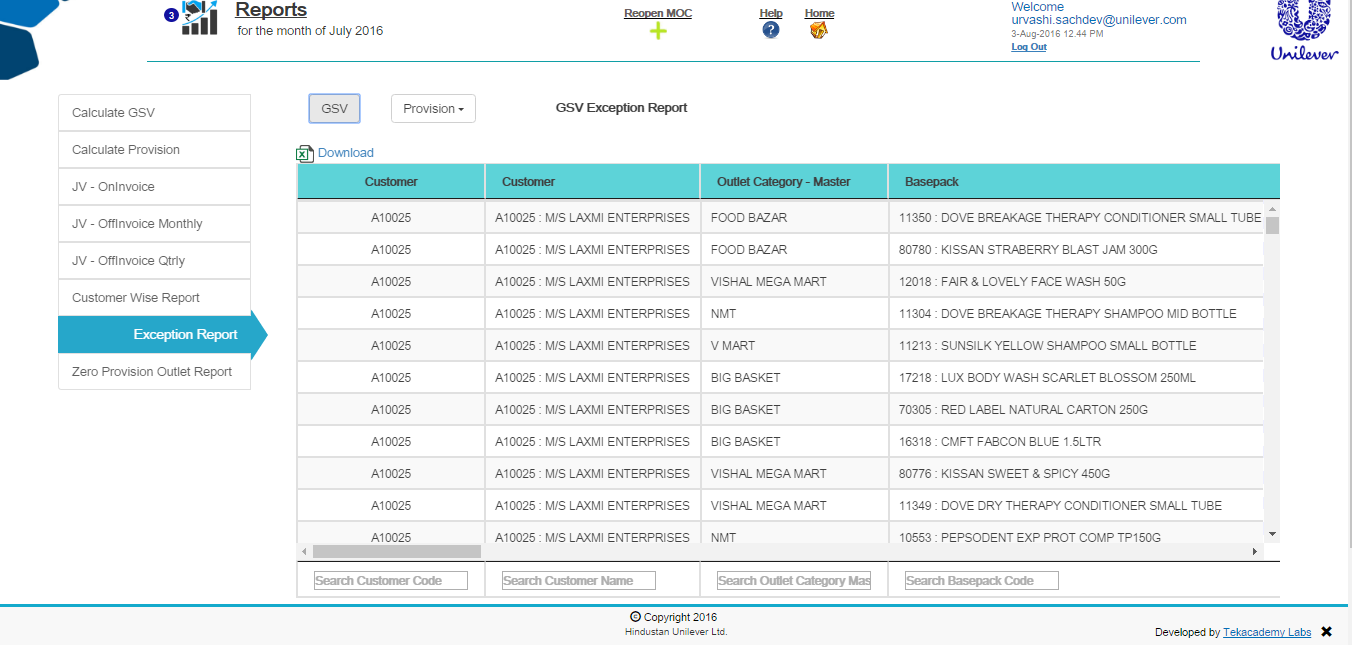 3
Reports
for the month of July 2016
Reopen MOC
Help
Home
Welcome
urvashi.sachdev@unilever.com
3-Aug-2016 12.44 PM
Log Out
Unilever
Calculate GSV
Calculate Provision
JV - OnInvoice
JV - OffInvoice Monthly
JV - OffInvoice Qtrly
Customer Wise Report
Exception Report
Zero Provision Outlet Report
GSV Provision GSV Exception Report
Download
Customer Customer Outlet Category - Master Basepack
A10025 A10025 : M/S LAXMI ENTERPRISES FOOD BAZAR 11350 : DOVE BREAKAGE THERAPY CONDITIONER SMALL TUBE
A10025 A10025 : M/S LAXMI ENTERPRISES FOOD BAZAR 80780 : KISSAN STRABERRY BLAST JAM 300G
A10025 A10025 : M/S LAXMI ENTERPRISES VISHAL MEGA MART 12018 : FAIR & LOVELY FACE WASH 50G
A10025 A10025 : M/S LAXMI ENTERPRISES NMT 11304 : DOVE BREAKAGE THERAPY SHAMPOO MID BOTTLE
A10025 A10025 : M/S LAXMI ENTERPRISES V MART 11213 : SUNSILK YELLOW SHAMPOO SMALL BOTTLE
A10025 A10025 : M/S LAXMI ENTERPRISES BIG BASKET 17218 : LUX BODY WASH SCARLET BLOSSOM 250ML
A10025 A10025 : M/S LAXMI ENTERPRISES BIG BASKET 70305 : RED LABEL NATURAL CARTON 250G
A10025 A10025 : M/S LAXMI ENTERPRISES BIG BASKET 16318 : CMFT FABCON BLUE 1.5LTR
A10025 A10025 : M/S LAXMI ENTERPRISES VISHAL MEGA MART 80776 : KISSAN SWEET & SPICY 450G
A10025 A10025 : M/S LAXMI ENTERPRISES VISHAL MEGA MART 11349 : DOVE DRY THERAPY CONDITIONER SMALL TUBE
A10025 A10025 : M/S LAXMI ENTERPRISES NMT 10553 : PEPSODENT EXP PROT COMP TP150G
Search Customer Code Search Customer Name Search Outlet Category Mas Search Basepack Code
© Copyright 2016
Hindustan Unilever Ltd.
Developed by Tekacademy Labs